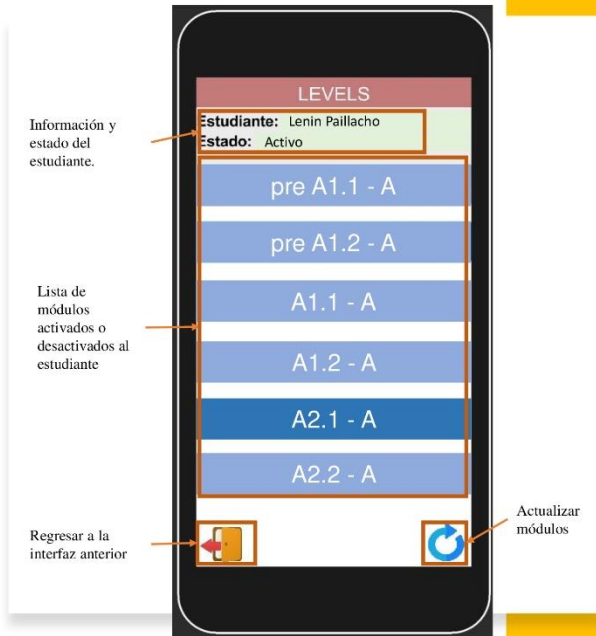 LEVELS
Estudiante: Lenin Paillacho
Estado: Activo
Información y
estado del
estudiante.
pre A1.1 - A
pre A1.2 - A
A1.1 - A
A1.2 - A
A2.1 - A
A2.2 - A
Lista de
módulos
activados o
desactivados al
estudiante
Regresar a la
interfaz anterior
Actualizar
módulos